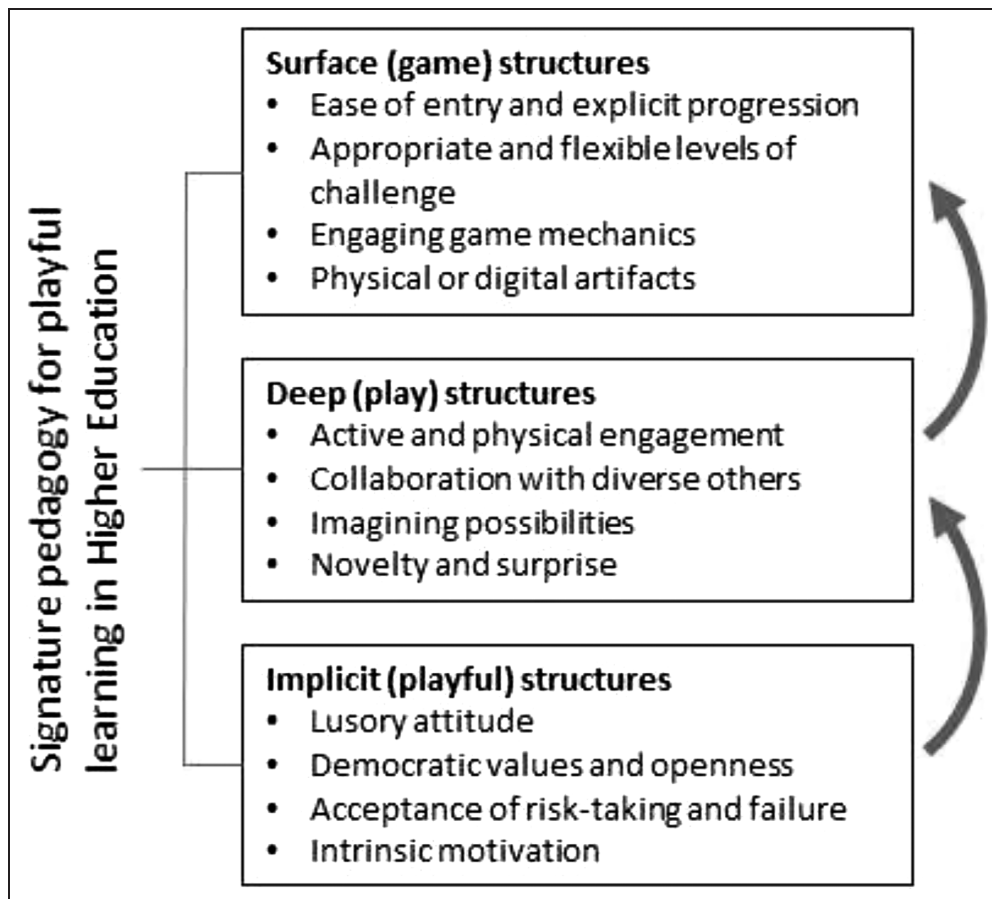 Signature pedagogy for playful
learning in Higher Education
Surface (game) structures
• Ease of entry and explicit progression
• Appropriate and flexible levels of
challenge
• Engaging game mechanics
• Physical or digital artifacts
Deep (play) structures
• Active and physical engagement
• Collaboration with diverse others
• Imagining possibilities
• Novelty and surprise
Implicit (playful) structures
• Lusory attitude
• Democratic values and openness
• Acceptance of risk-taking and failure
• Intrinsic motivation